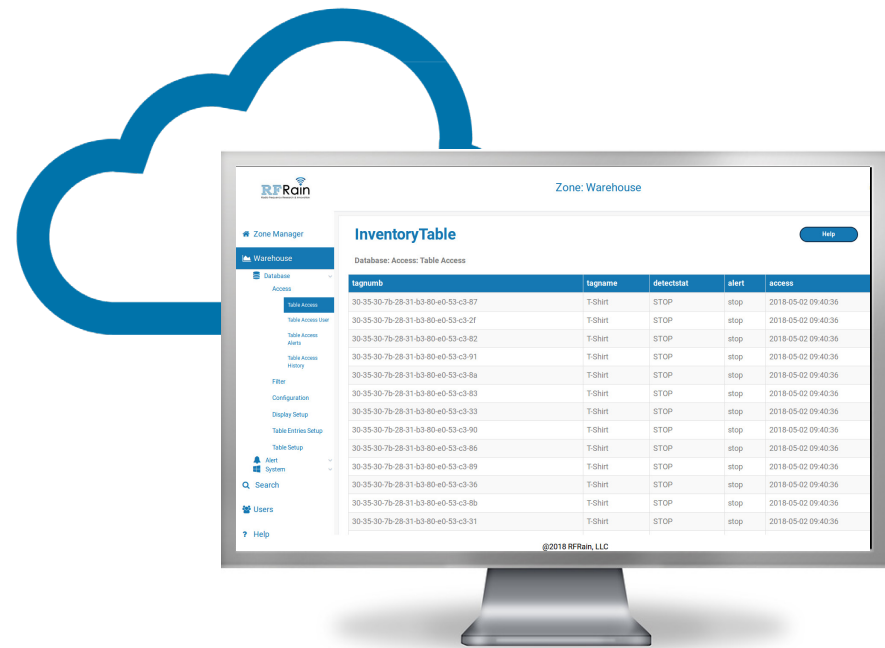 RFRain
Zone: Warehouse
Zone Manager
Warehouse
Database
Access
Table Access
Table Access User
Table Access
Alerts
Table Access
History
Filter
Configuration
Display Setup
Table Entries Setup
Table Setup
Alert
System
Search
Users
? Help
InventoryTable
Help
Database: Access: Table Access
tagnumb tagname detectstat alert access
30-35-30-7b-28-31-b3-80-e0-53-c3-87 T-Shirt STOP stop 2018-05-02 09:40:36
30-35-30-7b-28-31-b3-80-e0-53-c3-2f T-Shirt STOP stop 2018-05-02 09:40:36
30-35-30-7b-28-31-b3-80-e0-53-c3-82 T-Shirt STOP stop 2018-05-02 09:40:36
30-35-30-7b-28-31-b3-80-e0-53-c3-91 T-Shirt STOP stop 2018-05-02 09:40:36
30-35-30-7b-28-31-b3-80-e0-53-c3-8a T-Shirt STOP stop 2018-05-02 09:40:36
30-35-30-7b-28-31-b3-80-e0-53-c3-83 T-Shirt STOP stop 2018-05-02 09:40:36
30-35-30-7b-28-31-b3-80-e0-53-c3-33 T-Shirt STOP stop 2018-05-02 09:40:36
30-35-30-7b-28-31-b3-80-e0-53-c3-90 T-Shirt STOP stop 2018-05-02 09:40:36
30-35-30-7b-28-31-b3-80-e0-53-c3-86 T-Shirt STOP stop 2018-05-02 09:40:36
30-35-30-7b-28-31-b3-80-e0-53-c3-89 T-Shirt STOP stop 2018-05-02 09:40:36
30-35-30-7b-28-31-b3-80-e0-53-c3-36 T-Shirt STOP stop 2018-05-02 09:40:36
30-35-30-7b-28-31-b3-80-e0-53-c3-8b T-Shirt STOP stop 2018-05-02 09:40:36
30-35-30-7b-28-31-b3-80-e0-53-c3-31 T-Shirt STOP stop 2018-05-02 09:40:36
@2018 RFRain, LLC